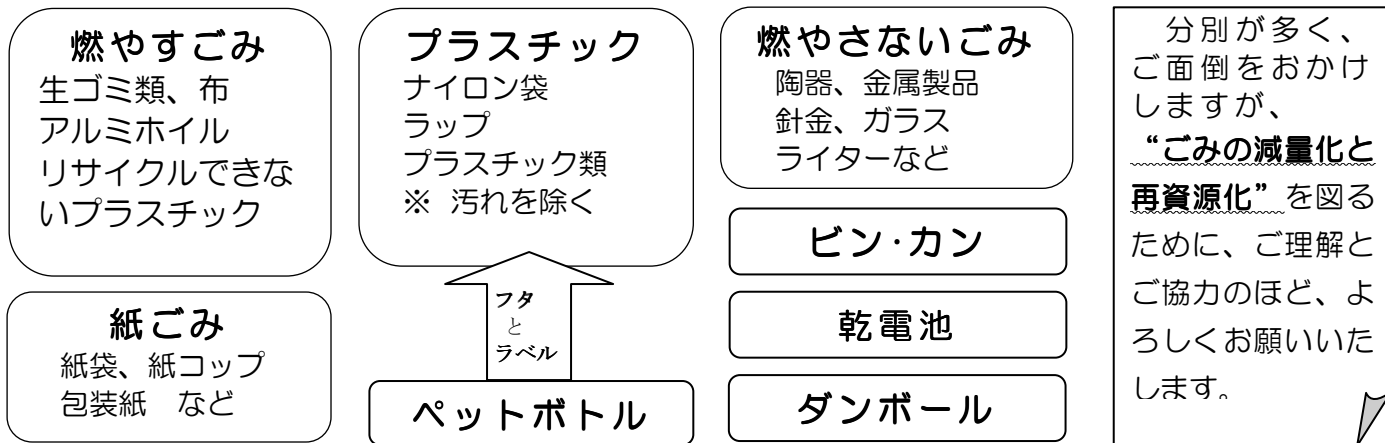 燃やすごみ
生ゴミ類、布
アルミホイル
リサイクルできな
いプラスチック
紙ごみ
紙袋、紙コップ
包装紙 など
プラスチック
ナイロン袋
ラップ
プラスチック類
※ 汚れを除く
フタ
と
ラベル
ペットボトル
燃やさないごみ
陶器、金属製品
針金、ガラス
ライターなど
ビン・カン
乾電池
ダンボール
分別が多く、
ご面倒をおかけ
しますが、
“ごみの減量化と
再資源化”を図る
ために、ご理解と
ご協力のほど、よ
ろしくお願いいた
します。